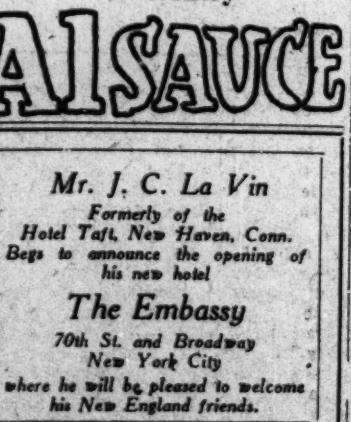 A1 SAUCE
Mr. J. C. La Vin
Formerly of the
Hotel Taft, New Haven, Conn.
Begs to announce the opening of
his new hotel
The Embassy
70th St. and Broadway
New York City
where he will be pleased to welcome
his New England friends.